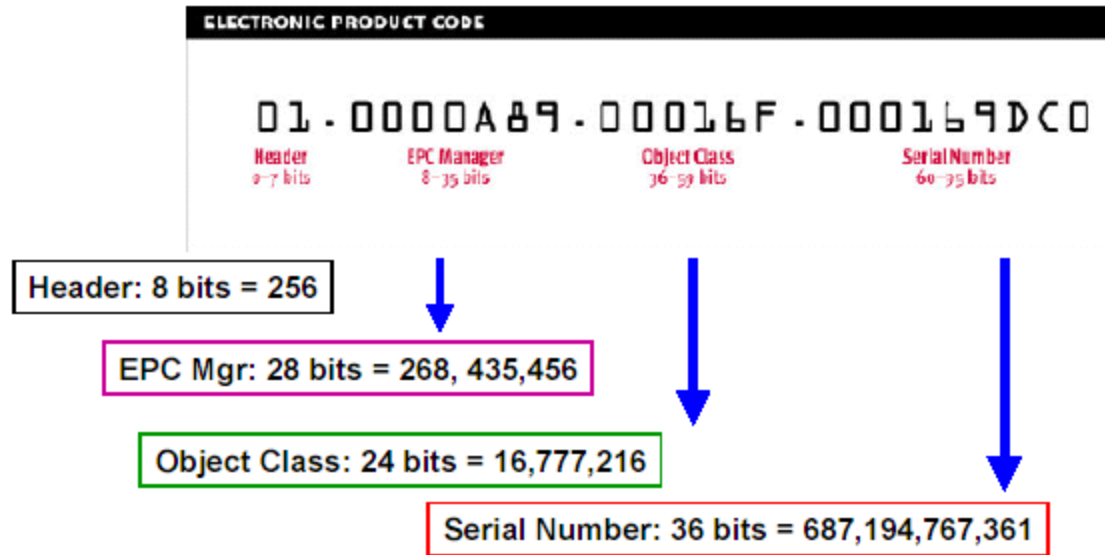 ELECTRONIC PRODUCT CODE
01.0000A89.00016F.000169DC0
Header EPC Manager Object Class Serial Number
0-7 bits 8-35 bits 36-59 bits 60-95 bits
Header: 8 bits = 256
EPC Mgr: 28 bits = 268, 435,456
Object Class: 24 bits = 16,777,216
Serial Number: 36 bits = 687,194,767,361